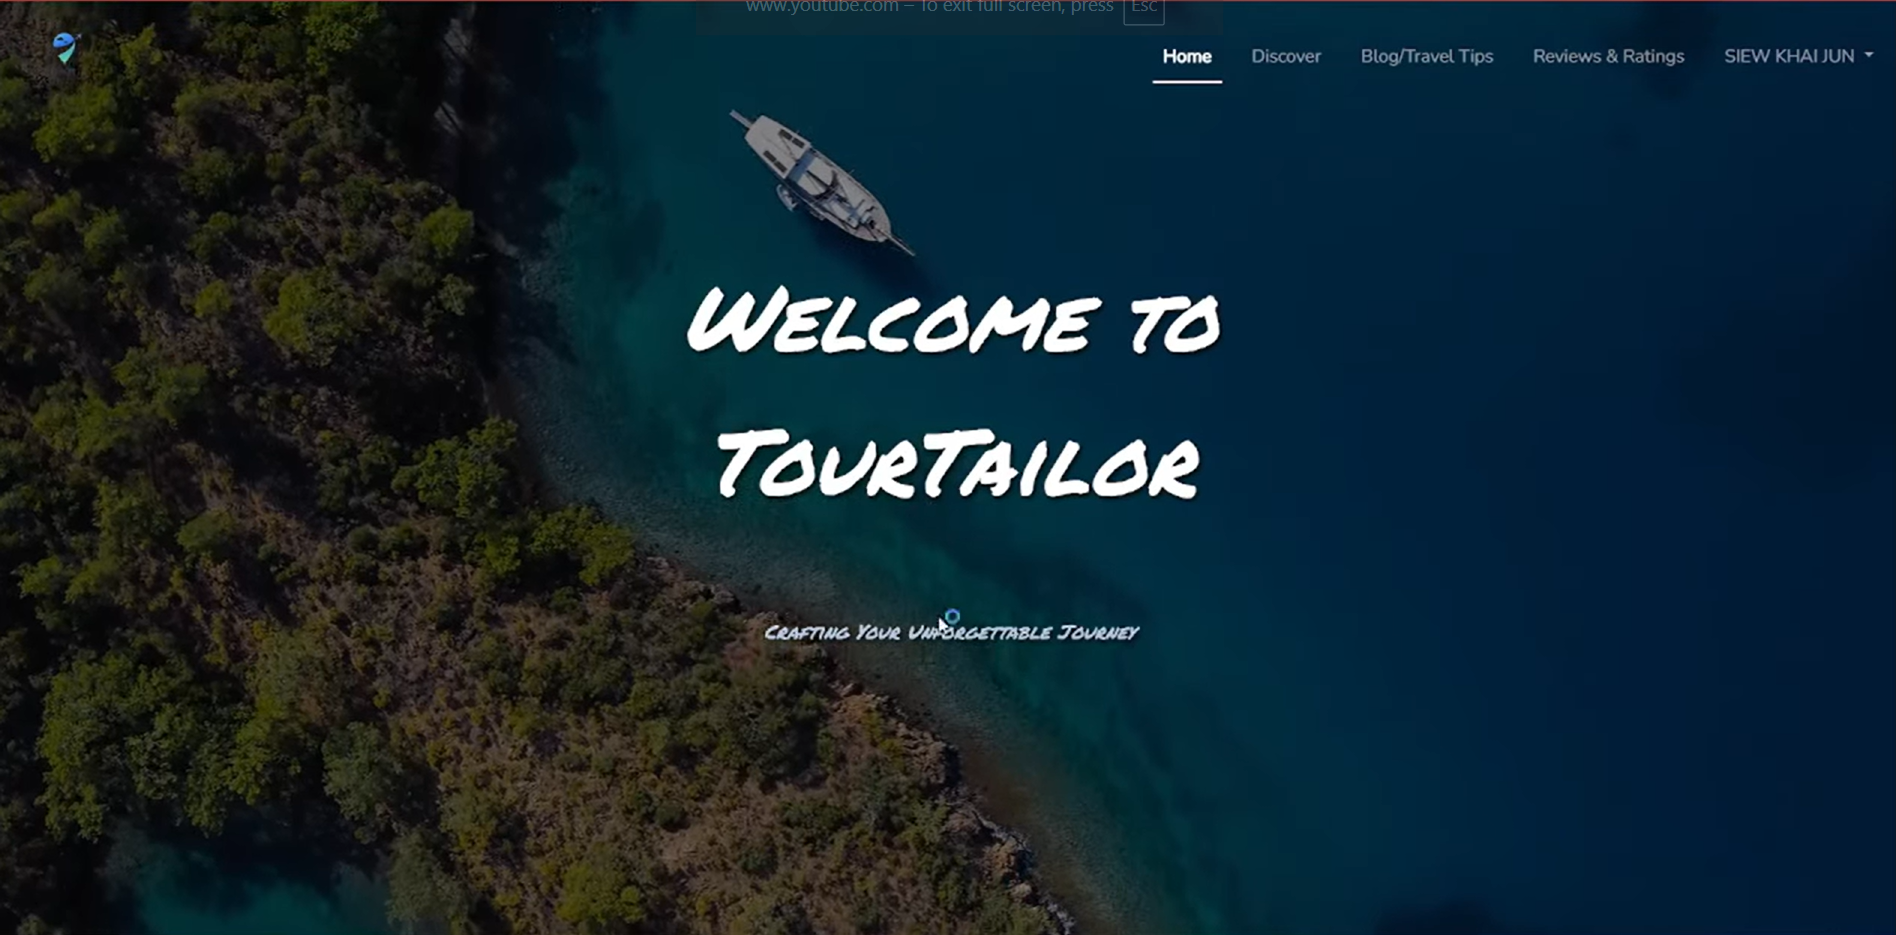 www.youtube.com – To exit full screen, press Esc
Home Discover Blog/Travel Tips Reviews & Ratings SIEW KHAI JUN
WELCOME TO
TOURTAILOR
CRAFTING YOUR UNFORGETTABLE JOURNEY